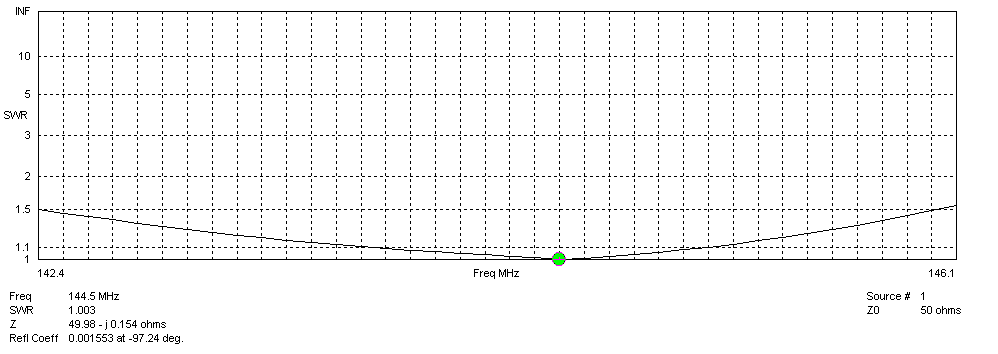 INF
10
5
SWR
3
2
1.5
1.1
1
142.4 Freq MHz 146.1
Freq 144.5 MHz Source # 1
SWR 1.003 Z0 50 ohms
Z 49.98 - j 0.154 ohms
Refl Coeff 0.001553 at -97.24 deg.